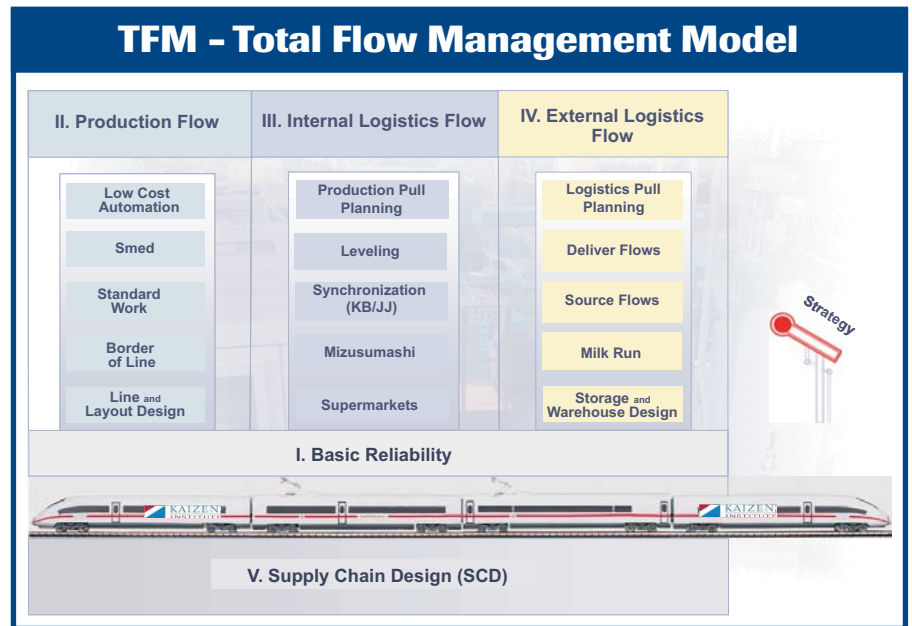 TFM - Total Flow Management Model
II. Production Flow
III. Internal Logistics Flow
IV. External Logistics
Flow
Low Cost
Automation
Smed
Standard
Work
Border
of Line
Line and
Layout Design
Production Pull
Planning
Leveling
Synchronization
(KB/JJ)
Mizusumashi
Supermarkets
Logistics Pull
Planning
Deliver Flows
Source Flows
Milk Run
Storage and
Warehouse Design
Strategy
I. Basic Reliability
KAIZEN
INSTITUTE
KAIZEN
INSTITUTE
V. Supply Chain Design (SCD)